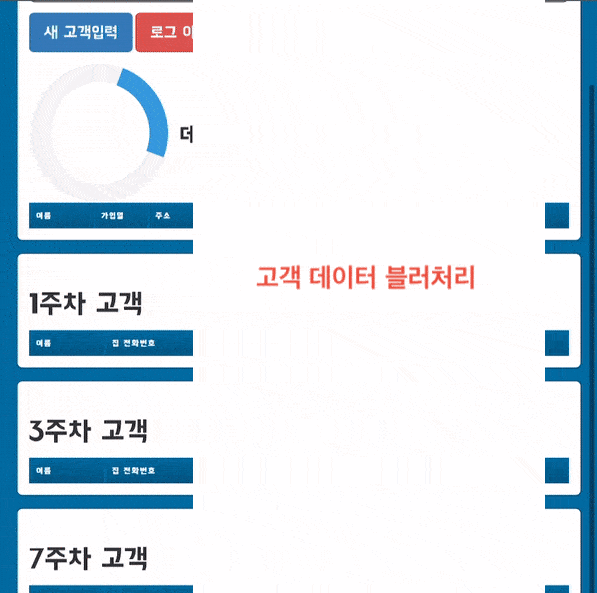 새 고객입력
로그
데
이름 가입일 주소
고객 데이터 블러처리
1주차 고객
이름 집 전화번호
3주차 고객
이름 집 전화번호
7주차 고객